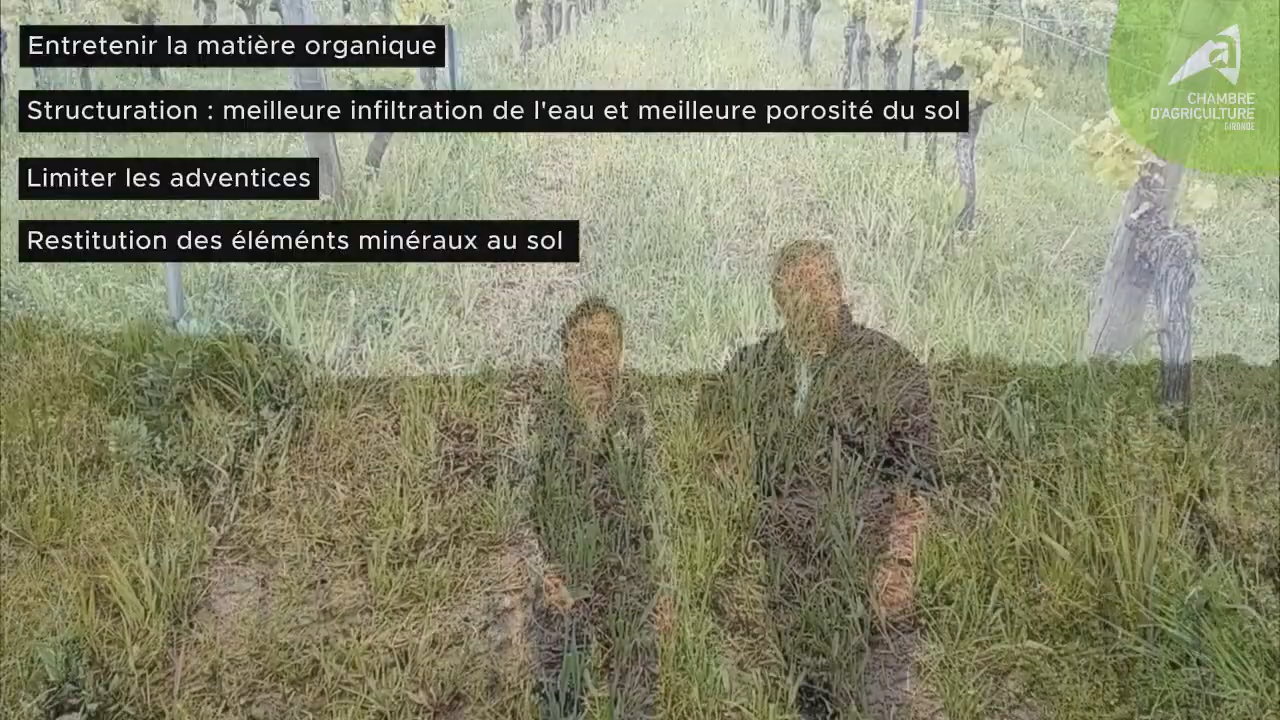 Entretenir la matière organique
Structuration : meilleure infiltration de l'eau et meilleure porosité du sol
Limiter les adventices
Restitution des éléménts minéraux au sol
CHAMBRE
D'AGRICULTURE
GIRONDE